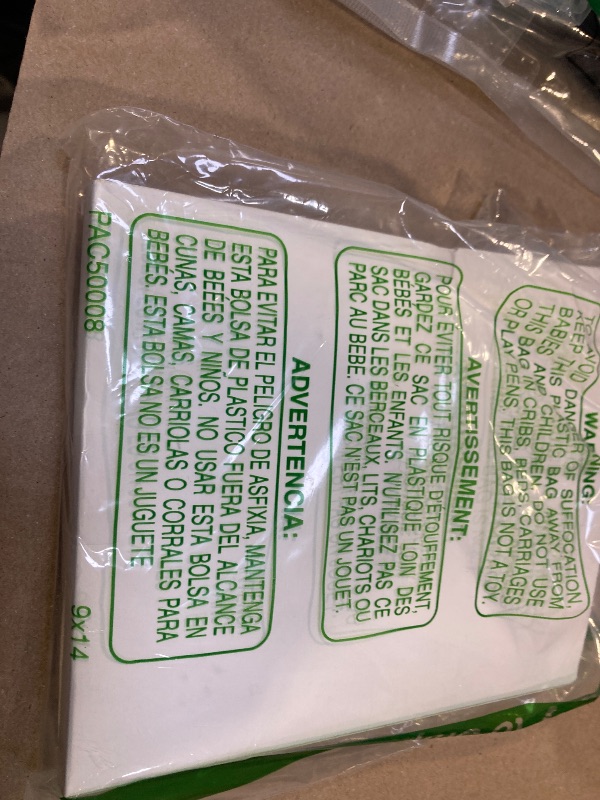 WARNING:
TO AVOID DANGER OF SUFFOCATION,
KEEP THIS PLASTIC BAG AWAY FROM
BABIES AND CHILDREN. DO NOT USE
THIS BAG IN CRIBS, BEDS, CARRIAGES
OR PLAY PENS. THIS BAG IS NOT A TOY.
AVERTISSEMENT:
POUR EVITER TOUT RISQUE D'ETOUFFEMENT,
GARDEZ CE SAC EN PLASTIQUE LOIN DES
BEBES ET LES ENFANTS. N'UTILISEZ PAS CE
SAC DANS LES BERCEAUX, LITS, CHARIOTS OU
PARC AU BEBE. CE SAC N'EST PAS UN JOUET.
ADVERTENCIA:
PARA EVITAR EL PELIGRO DE ASFIXIA, MANTENGA
ESTA BOLSA DE PLASTICO FUERA DEL ALCANCE
DE BEBES Y NINOS. NO USAR ESTA BOLSA EN
CUNAS, CAMAS, CARRIOLAS O CORRALES PARA
BEBES. ESTA BOLSA NO ES UN JUGUETE
PAC50008
9x14